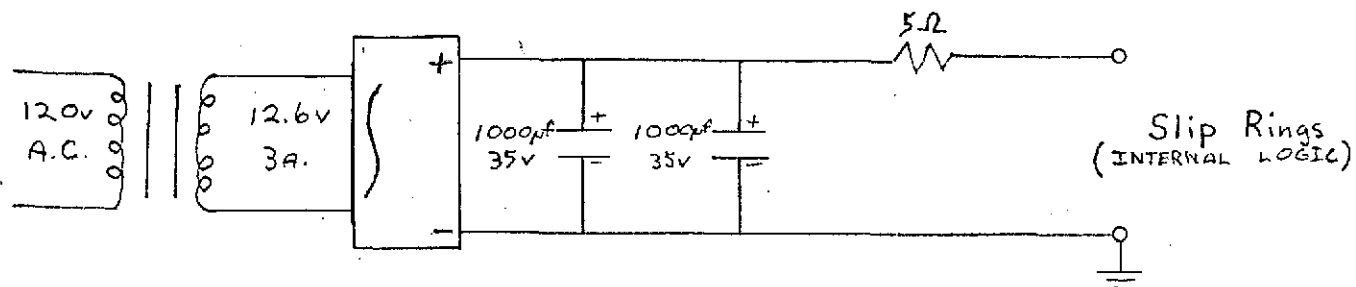 120v
A.C.
12.6v
3A.
+
-
+
1000µf
35v
-
+
1000µf
35v
-
5Ω
Slip Rings
(INTERNAL LOGIC)